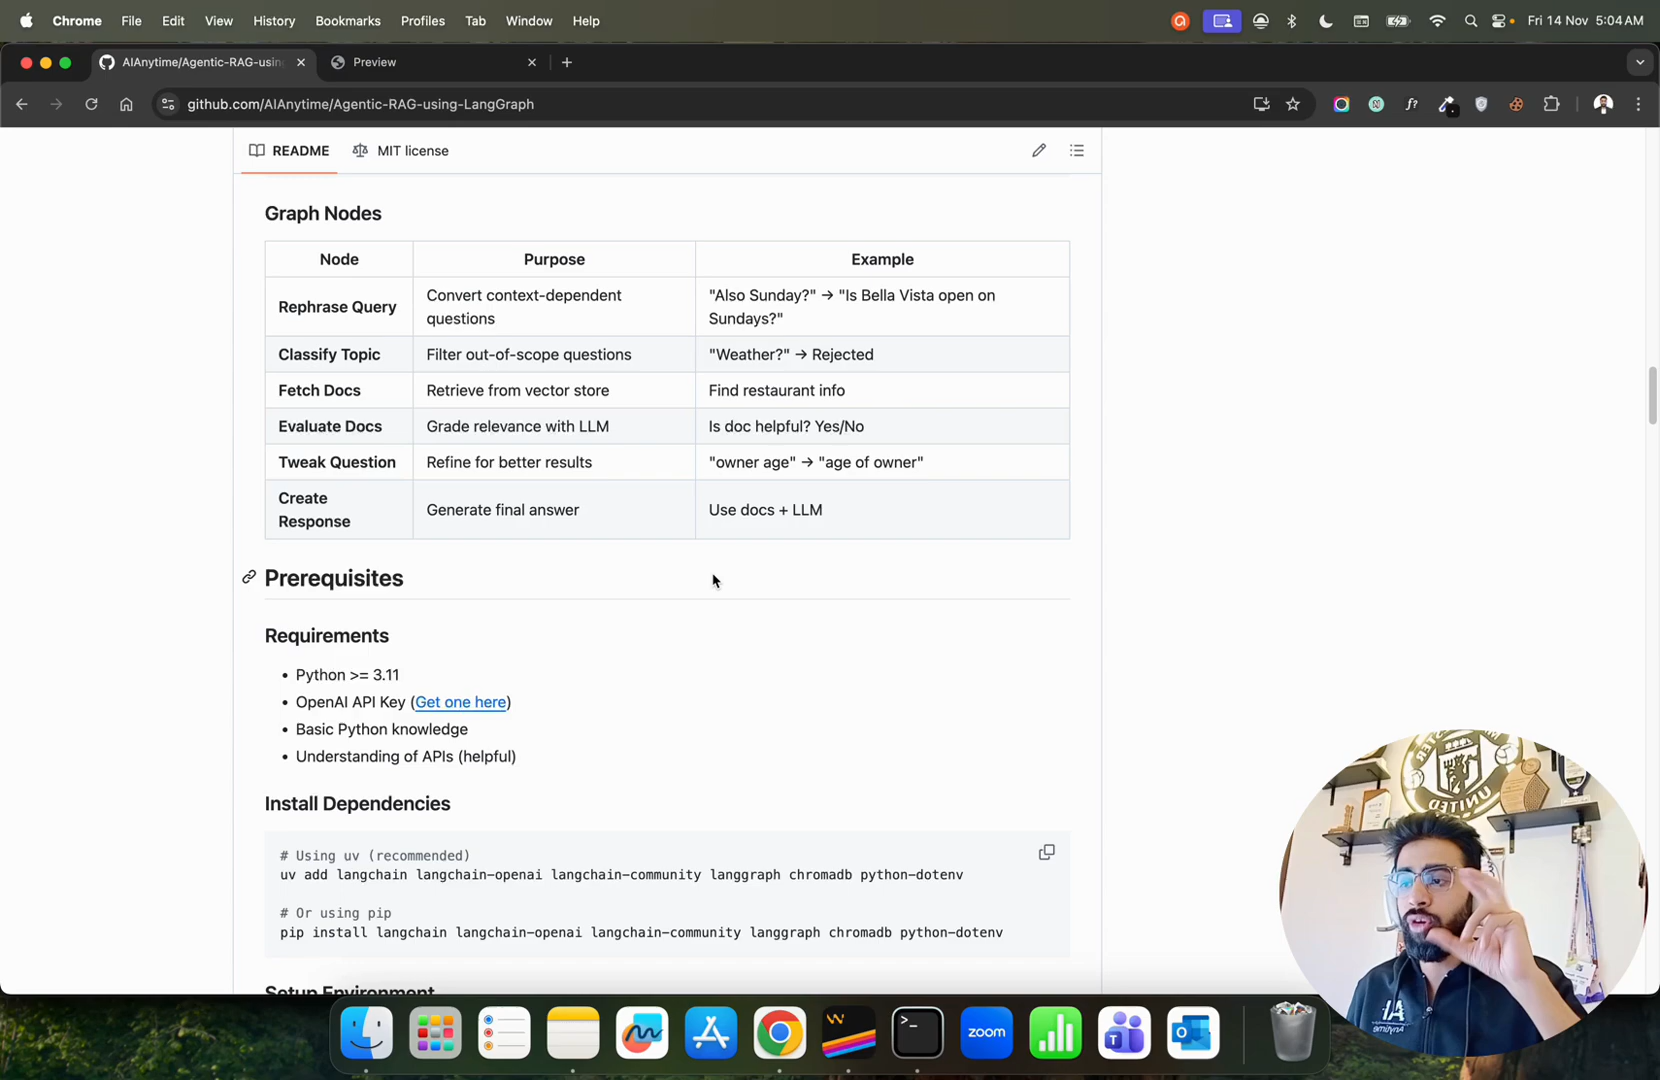 Chrome File Edit View History Bookmarks Profiles Tab Window Help Fri 14 Nov 5:04 AM
AIAnytime/Agentic-RAG-using Preview
github.com/AIAnytime/Agentic-RAG-using-LangGraph
README MIT license
Graph Nodes
Node Purpose Example
Rephrase Query Convert context-dependent questions "Also Sunday?" → "Is Bella Vista open on Sundays?"
Classify Topic Filter out-of-scope questions "Weather?" → Rejected
Fetch Docs Retrieve from vector store Find restaurant info
Evaluate Docs Grade relevance with LLM Is doc helpful? Yes/No
Tweak Question Refine for better results "owner age" → "age of owner"
Create Response Generate final answer Use docs + LLM
Prerequisites
Requirements
• Python >= 3.11
• OpenAI API Key (Get one here)
• Basic Python knowledge
• Understanding of APIs (helpful)
Install Dependencies
# Using uv (recommended)
uv add langchain langchain-openai langchain-community langgraph chromadb python-dotenv
# Or using pip
pip install langchain langchain-openai langchain-community langgraph chromadb python-dotenv
Setup Environment
zoom